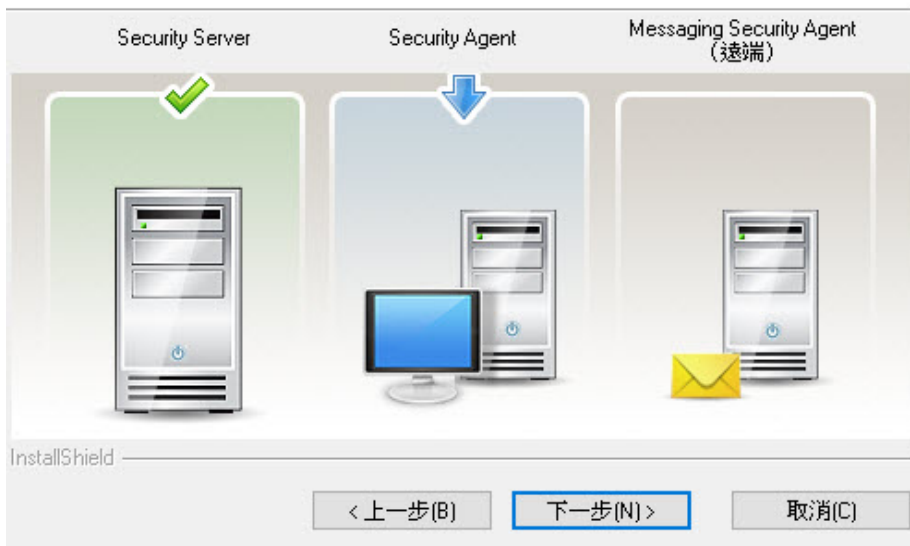 Security Server
Security Agent
Messaging Security Agent
(遠端)
InstallShield
<上一步(B)
下一步(N)>
取消(C)